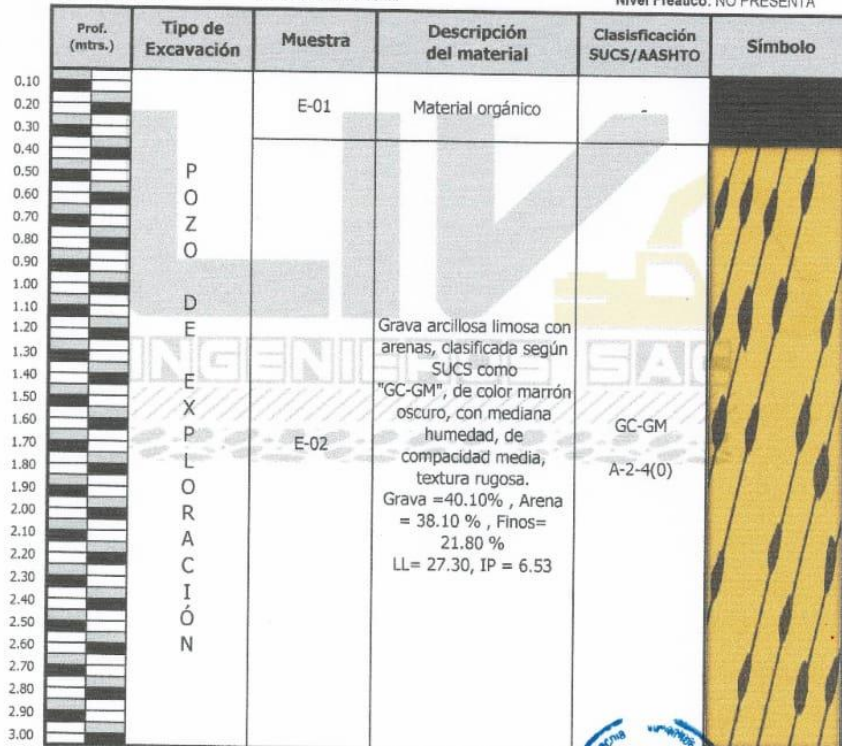 Nivel Freático: NO PRESENTA
Prof.
(mtrs.)
Tipo de
Excavación
Muestra
Descripción
del material
Clasisficación
SUCS/AASHTO
Símbolo
0.10
0.20
0.30
0.40
0.50
0.60
0.70
0.80
0.90
1.00
1.10
1.20
1.30
1.40
1.50
1.60
1.70
1.80
1.90
2.00
2.10
2.20
2.30
2.40
2.50
2.60
2.70
2.80
2.90
3.00
POZO DE EXPLORACIÓN
E-01
Material orgánico
-
E-02
Grava arcillosa limosa con
arenas, clasificada según
SUCS como
"GC-GM", de color marrón
oscuro, con mediana
humedad, de
compacidad media,
textura rugosa.
Grava =40.10% , Arena
= 38.10 % , Finos=
21.80 %
LL= 27.30, IP = 6.53
GC-GM
A-2-4(0)
LIV
INGENIEROS SAC